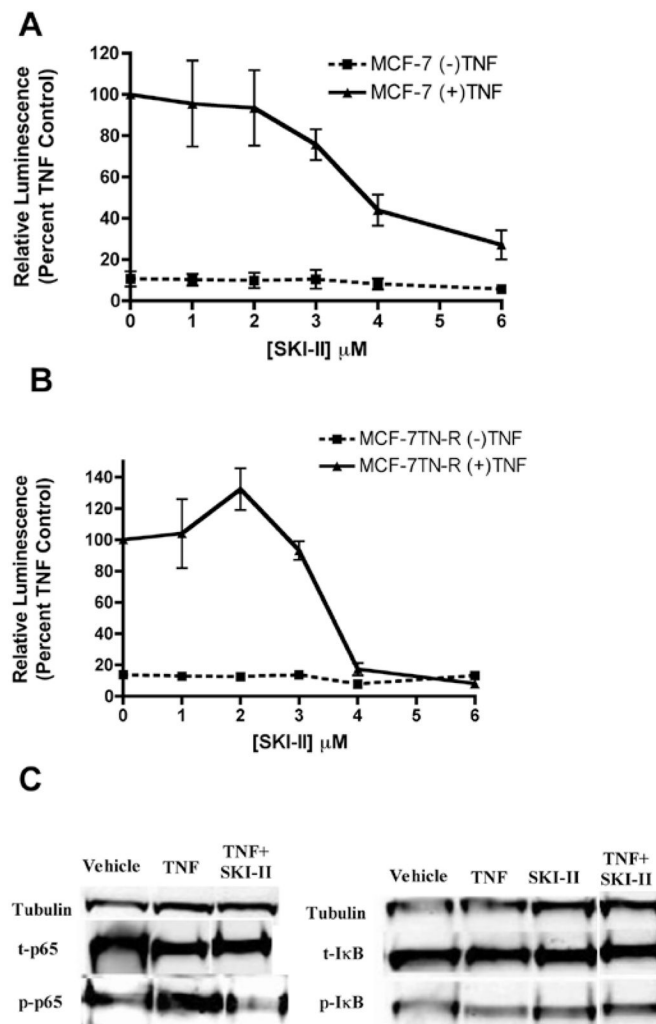 A
MCF-7 (-)TNF
MCF-7 (+)TNF
Relative Luminescence
(Percent TNF Control)
120
100
80
60
40
20
0
0 1 2 3 4 5 6
[SKI-II] μM
B
MCF-7TN-R (-)TNF
MCF-7TN-R (+)TNF
Relative Luminescence
(Percent TNF Control)
140
120
100
80
60
40
20
0
0 1 2 3 4 5 6
[SKI-II] μM
C
Vehicle TNF TNF+
SKI-II
Tubulin
t-p65
p-p65
Vehicle TNF SKI-II TNF+
SKI-II
Tubulin
t-IκB
p-IκB